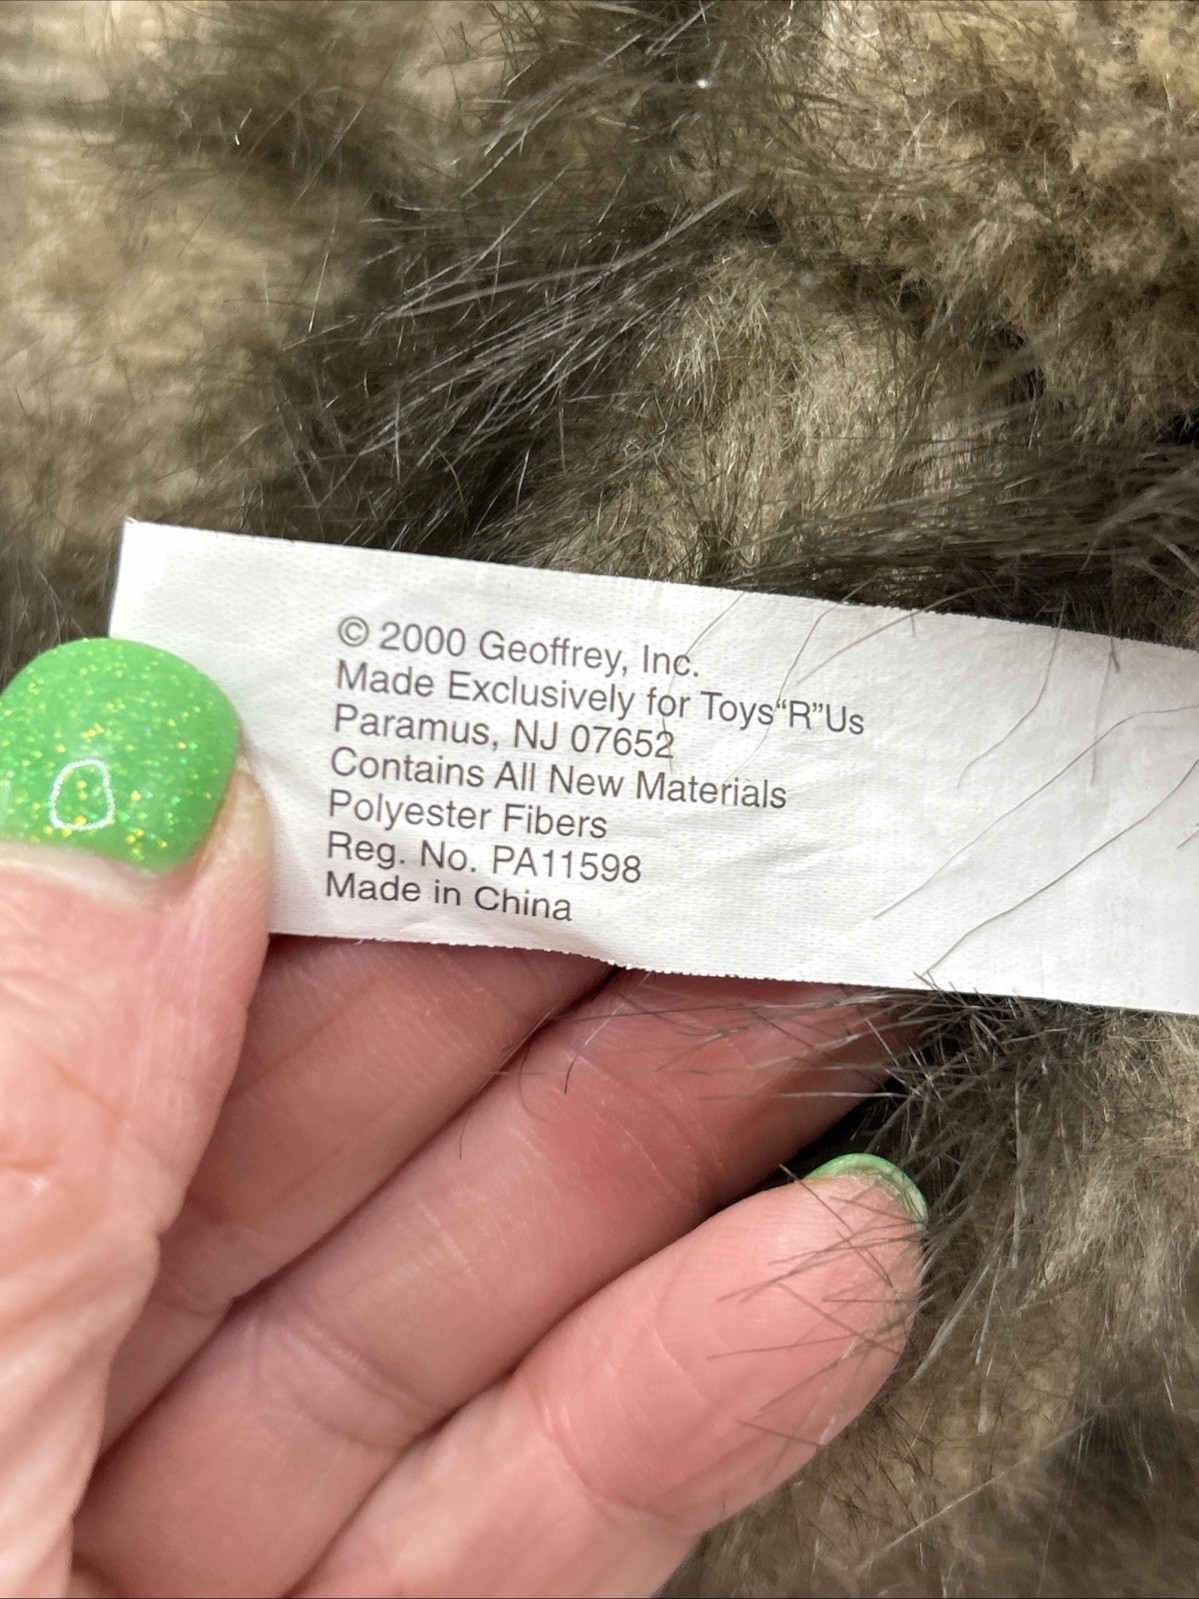 © 2000 Geoffrey, Inc.
Made Exclusively for Toys“R”Us
Paramus, NJ 07652
Contains All New Materials
Polyester Fibers
Reg. No. PA11598
Made in China